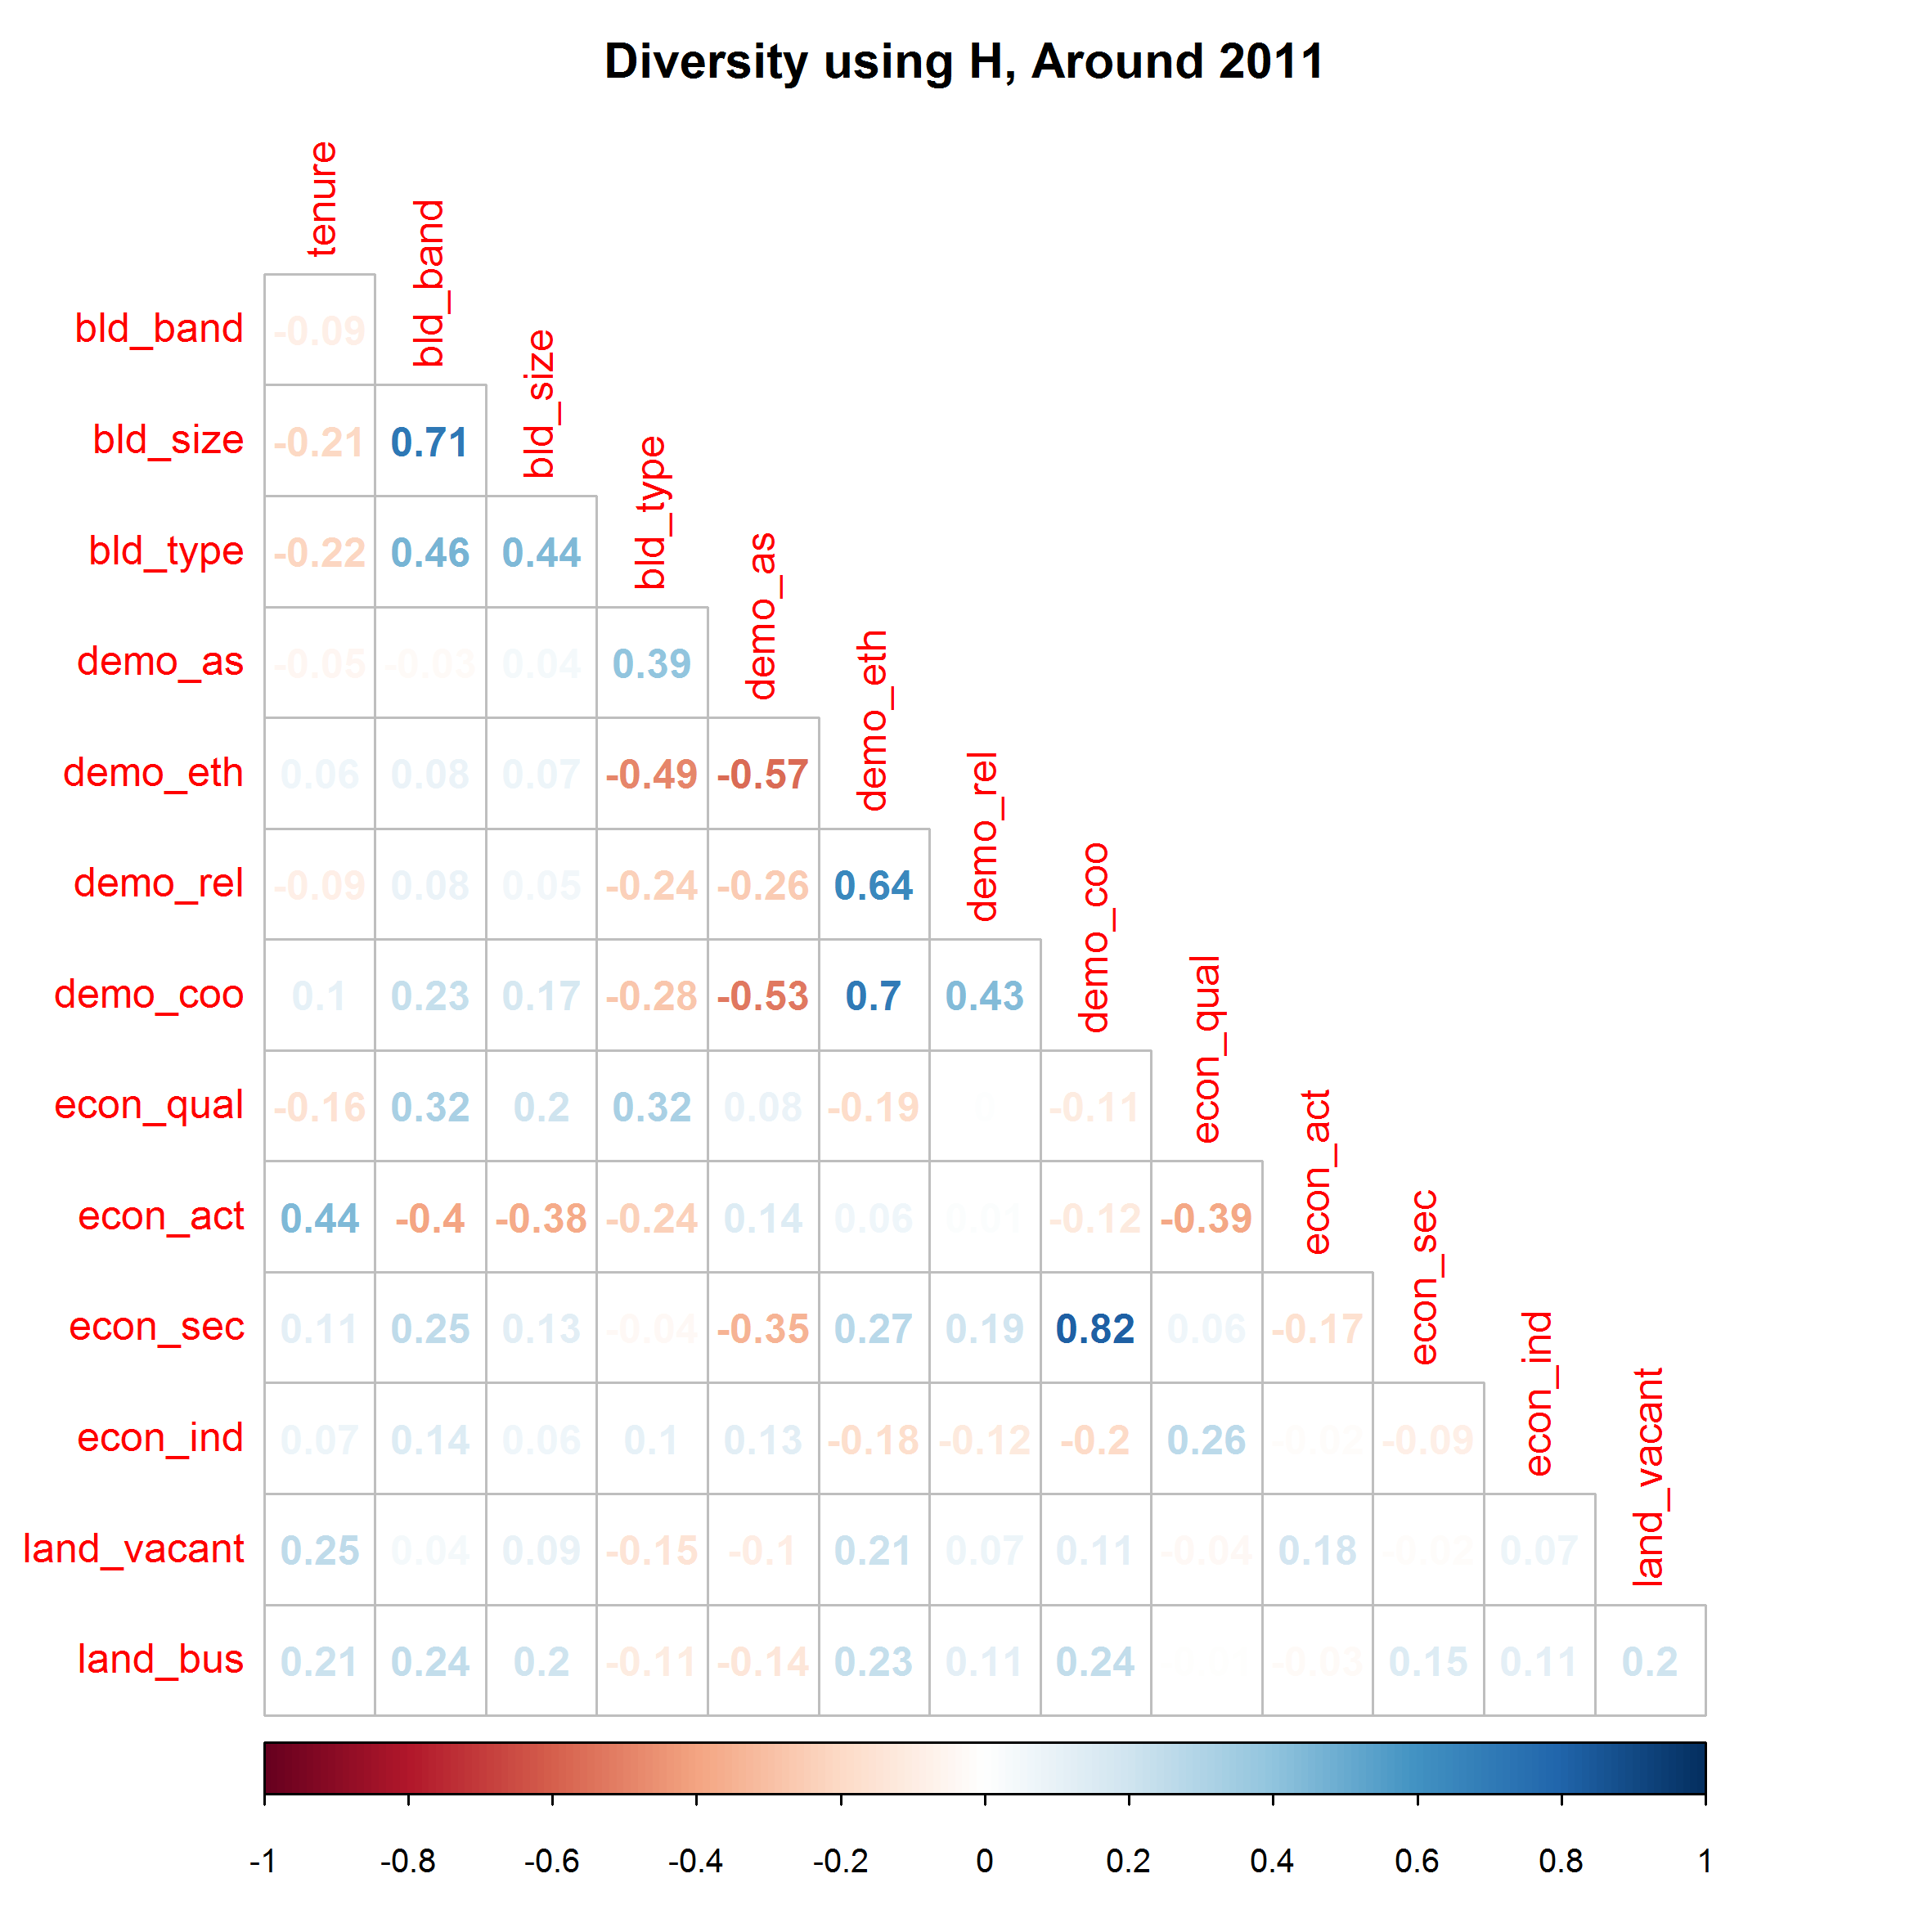 Diversity using H, Around 2011
tenure
bld_band
bld_size
bld_type
demo_as
demo_eth
demo_rel
demo_coo
econ_qual
econ_act
econ_sec
econ_ind
land_vacant
bld_band -0.09
bld_size -0.21 0.71
bld_type -0.22 0.46 0.44
demo_as -0.05 -0.03 0.04 0.39
demo_eth 0.06 0.08 0.07 -0.49 -0.57
demo_rel -0.09 0.08 0.05 -0.24 -0.26 0.64
demo_coo 0.1 0.23 0.17 -0.28 -0.53 0.7 0.43
econ_qual -0.16 0.32 0.2 0.32 0.08 -0.19 -0.11
econ_act 0.44 -0.4 -0.38 -0.24 0.14 0.06 0.01 -0.12 -0.39
econ_sec 0.11 0.25 0.13 -0.04 -0.35 0.27 0.19 0.82 0.06 -0.17
econ_ind 0.07 0.14 0.06 0.1 0.13 -0.18 -0.12 -0.2 0.26 -0.02 -0.09
land_vacant 0.25 0.04 0.09 -0.15 -0.1 0.21 0.07 0.11 -0.04 0.18 -0.02 0.07
land_bus 0.21 0.24 0.2 -0.11 -0.14 0.23 0.11 0.24 -0.03 0.15 0.11 0.2
-1 -0.8 -0.6 -0.4 -0.2 0 0.2 0.4 0.6 0.8 1